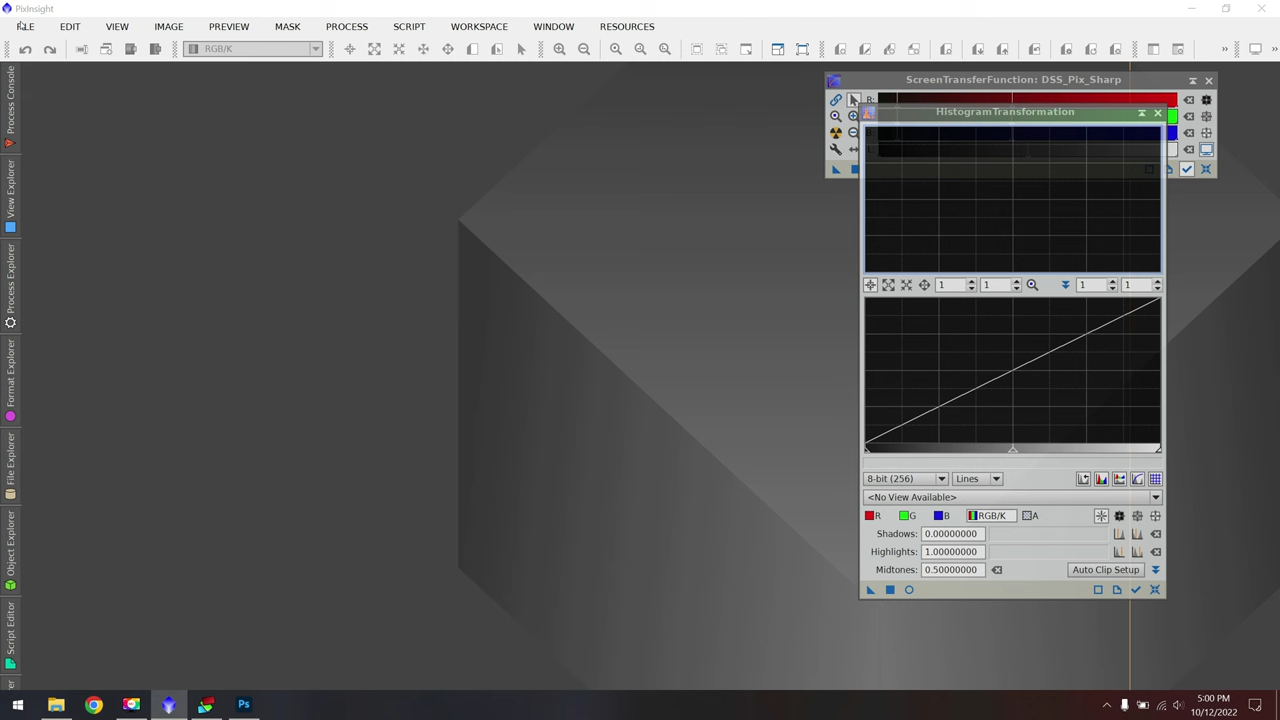 PixInsight
FILE EDIT VIEW IMAGE PREVIEW MASK PROCESS SCRIPT WORKSPACE WINDOW RESOURCES
RGB/K
Process Console
View Explorer
Process Explorer
Format Explorer
File Explorer
Object Explorer
Script Editor
ScreenTransferFunction: DSS_Pix_Sharp
R:
HistogramTransformation
1 1 1 1
8-bit (256) Lines
<No View Available>
R G B RGB/K A
Shadows: 0.00000000
Highlights: 1.00000000
Midtones: 0.50000000 Auto Clip Setup
Ps
5:00 PM
10/12/2022